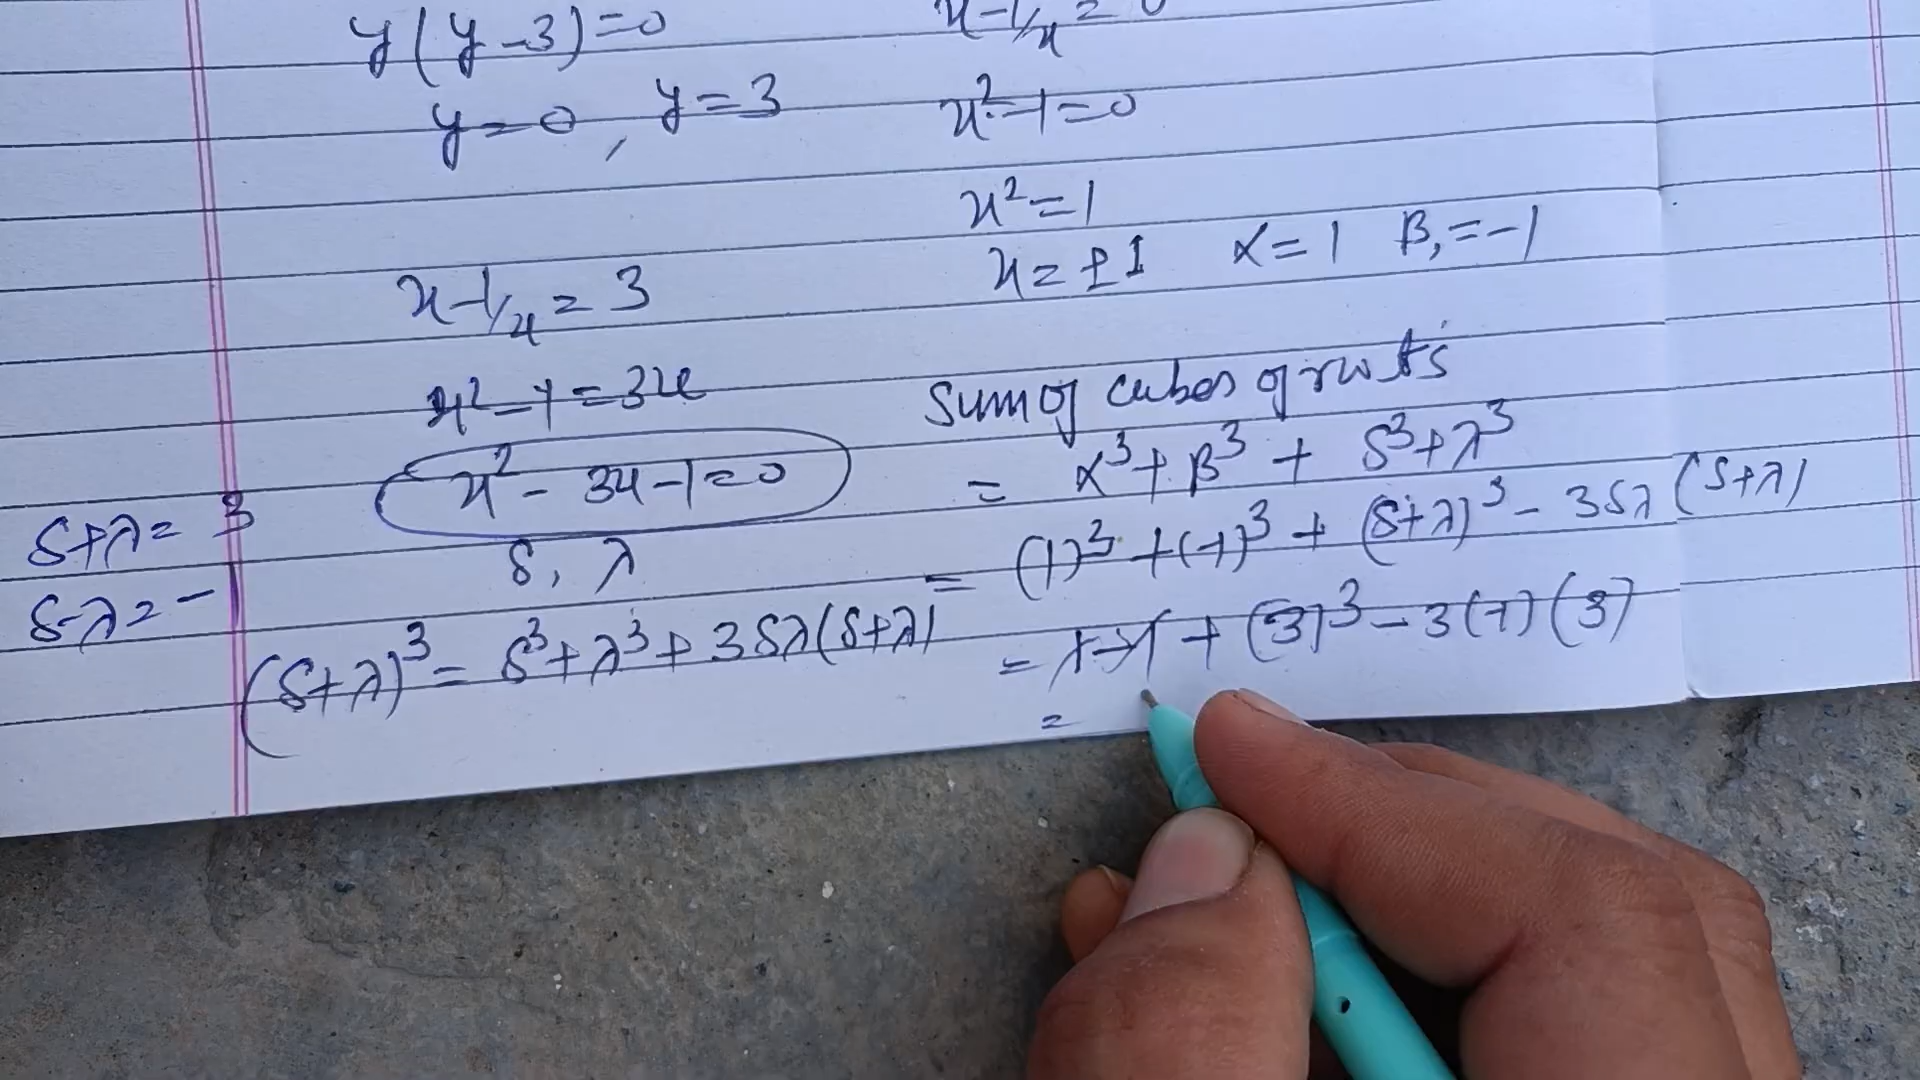 y(y-3)=0
x-1/x=0
y=0, y=3
x²-1=0
x²=1
x=±1 α=1 β,=-1
x-1/x=3
x²-1=3x
x²-3x-1=0
δ, λ
δ+λ=3
δ-λ=-1
(δ+λ)³=δ³+λ³+3δλ(δ+λ)
Sum of cubes of roots
= α³+β³+δ³+λ³
= (1)³+(-1)³+(δ+λ)³-3δλ(δ+λ)
= 1-1+(3)³-3(-1)(3)
=